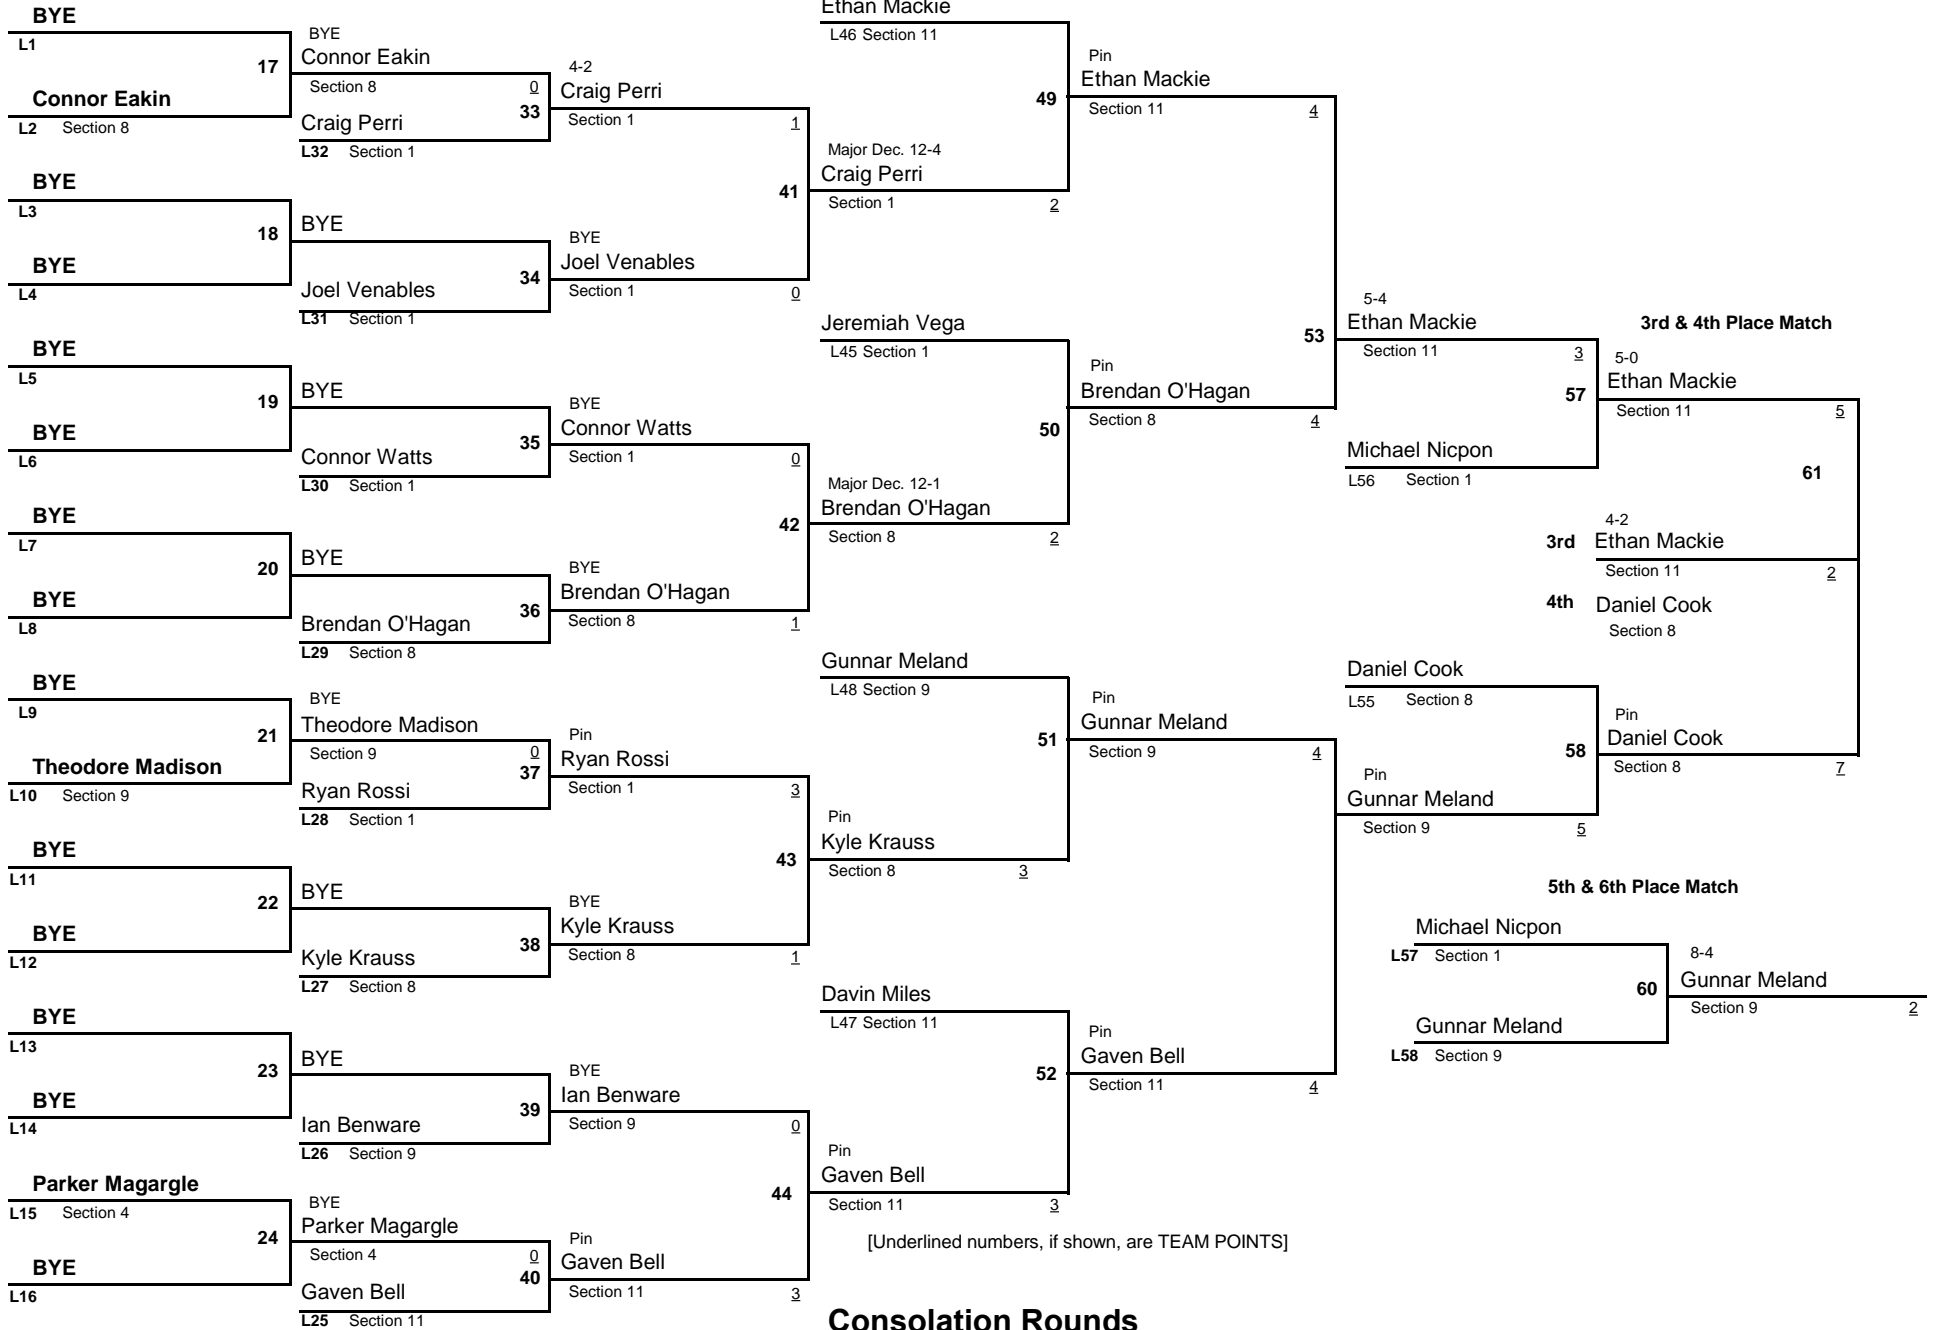 BYE
L1
17
Connor Eakin
L2 Section 8
BYE
L3
18
BYE
L4
BYE
L5
19
BYE
L6
BYE
L7
20
BYE
L8
BYE
L9
21
Theodore Madison
L10 Section 9
BYE
L11
22
BYE
L12
BYE
L13
23
BYE
L14
Parker Magargle
L15 Section 4
24
BYE
L16
BYE
Connor Eakin
Section 8 0
33
Craig Perri
L32 Section 1
BYE
34
Joel Venables
L31 Section 1
BYE
35
Connor Watts
L30 Section 1
BYE
36
Brendan O'Hagan
L29 Section 8
BYE
Theodore Madison
Section 9 0
37
Ryan Rossi
L28 Section 1
BYE
38
Kyle Krauss
L27 Section 8
BYE
39
Ian Benware
L26 Section 9
BYE
Parker Magargle
Section 4 0
40
Gaven Bell
L25 Section 11
4-2
Craig Perri
Section 1 1
41
BYE
Joel Venables
Section 1 0
BYE
Connor Watts
Section 1 0
42
BYE
Brendan O'Hagan
Section 8 1
Pin
Ryan Rossi
Section 1 3
43
BYE
Kyle Krauss
Section 8 1
BYE
Ian Benware
Section 9 0
44
Pin
Gaven Bell
Section 11 3
Ethan Mackie
L46 Section 11
49
Major Dec. 12-4
Craig Perri
Section 1 2
Jeremiah Vega
L45 Section 1
50
Major Dec. 12-1
Brendan O'Hagan
Section 8 2
Gunnar Meland
L48 Section 9
51
Pin
Kyle Krauss
Section 8 3
Davin Miles
L47 Section 11
52
Pin
Gaven Bell
Section 11 3
Pin
Ethan Mackie
Section 11 4
53
Pin
Brendan O'Hagan
Section 8 4
Pin
Gunnar Meland
Section 9 4
Pin
Gaven Bell
Section 11 4
5-4
Ethan Mackie
Section 11 3
57
Michael Nicpon
L56 Section 1
Daniel Cook
L55 Section 8
58
Pin
Gunnar Meland
Section 9 5
3rd & 4th Place Match
5-0
Ethan Mackie
Section 11 5
61
4-2
3rd Ethan Mackie
Section 11 2
4th Daniel Cook
Section 8
Pin
Daniel Cook
Section 8 7
5th & 6th Place Match
Michael Nicpon
L57 Section 1
60
Gunnar Meland
L58 Section 9
8-4
Gunnar Meland
Section 9 2
[Underlined numbers, if shown, are TEAM POINTS]
Consolation Rounds